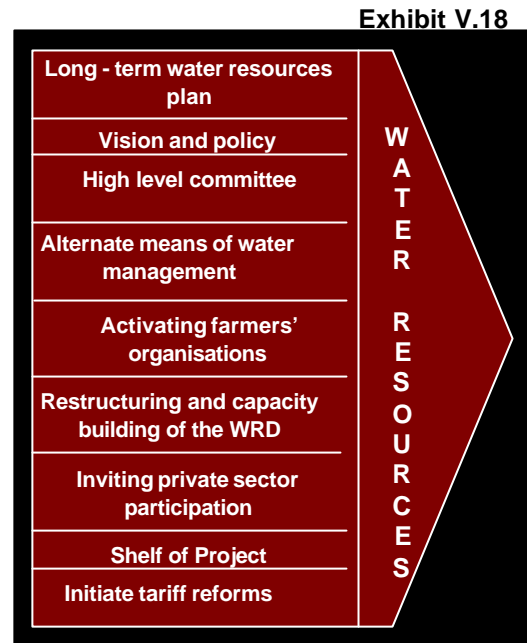 Exhibit V.18
Long - term water resources
plan
Vision and policy
High level committee
Alternate means of water
management
Activating farmers'
organisations
Restructuring and capacity
building of the WRD
Inviting private sector
participation
Shelf of Project
Initiate tariff reforms
WATER RESOURCES